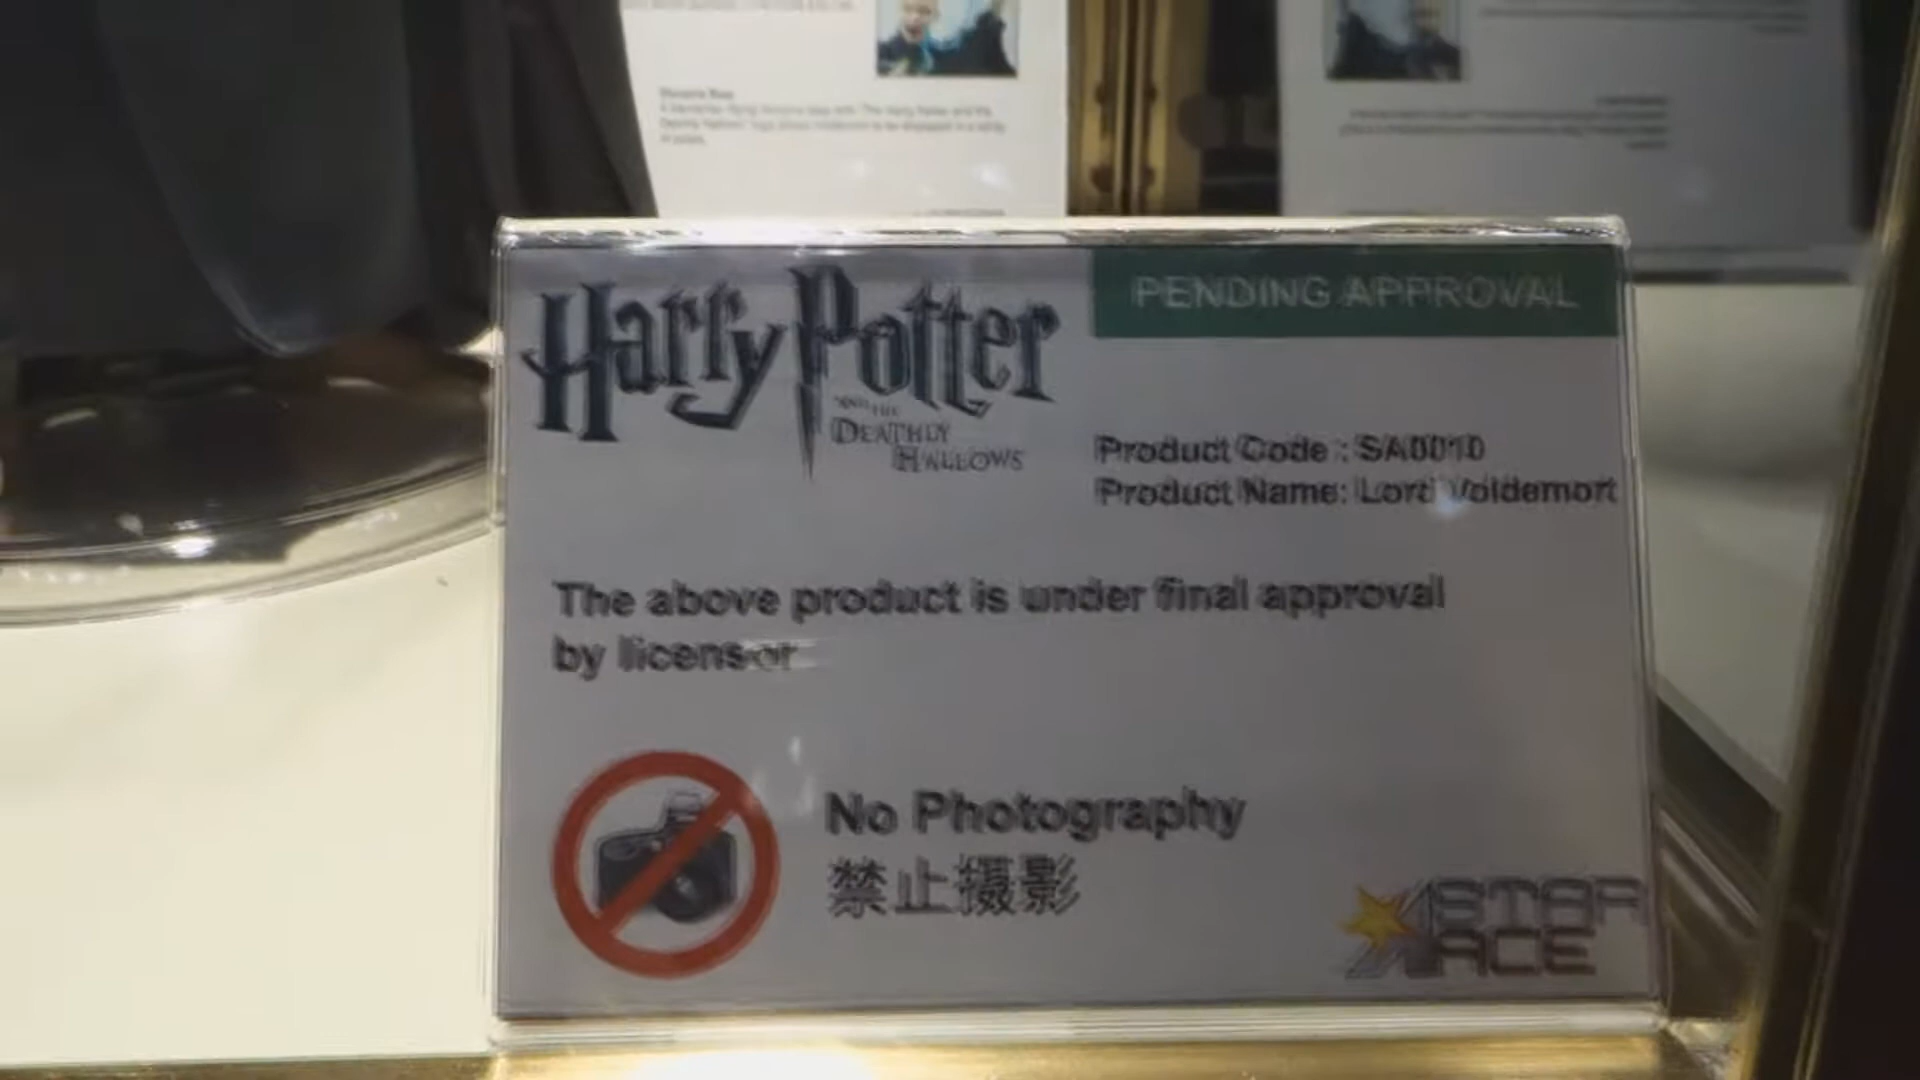 Harry Potter
AND THE
DEATHLY
HALLOWS
PENDING APPROVAL
Product Code : SA0010
Product Name: Lord Voldemort
The above product is under final approval
by licensor
No Photography
禁止摄影
STAR
ACE